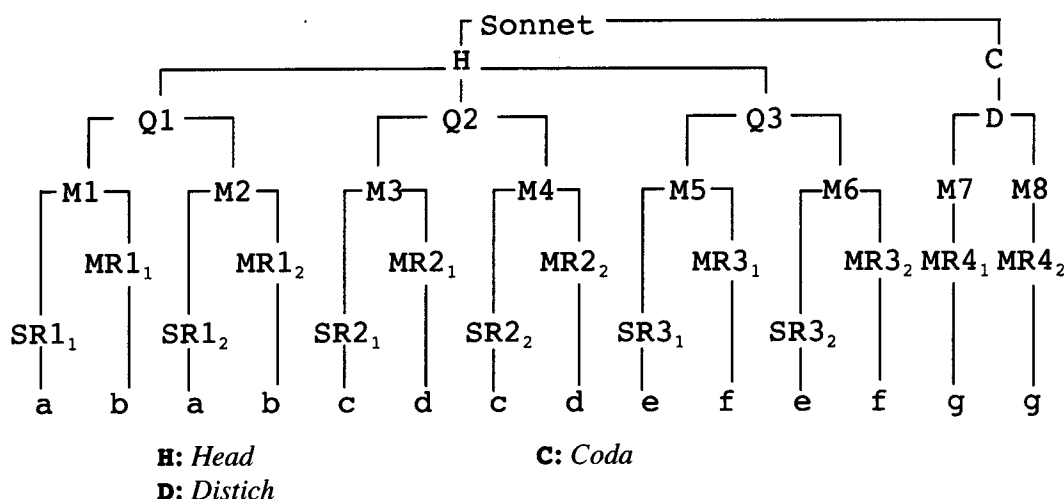 Sonnet
H C
Q1 Q2 Q3 D
M1 M2 M3 M4 M5 M6 M7 M8
MR1₁ MR1₂ MR2₁ MR2₂ MR3₁ MR3₂ MR4₁ MR4₂
SR1₁ SR1₂ SR2₁ SR2₂ SR3₁ SR3₂
a b a b c d c d e f e f g g
H: Head C: Coda
D: Distich